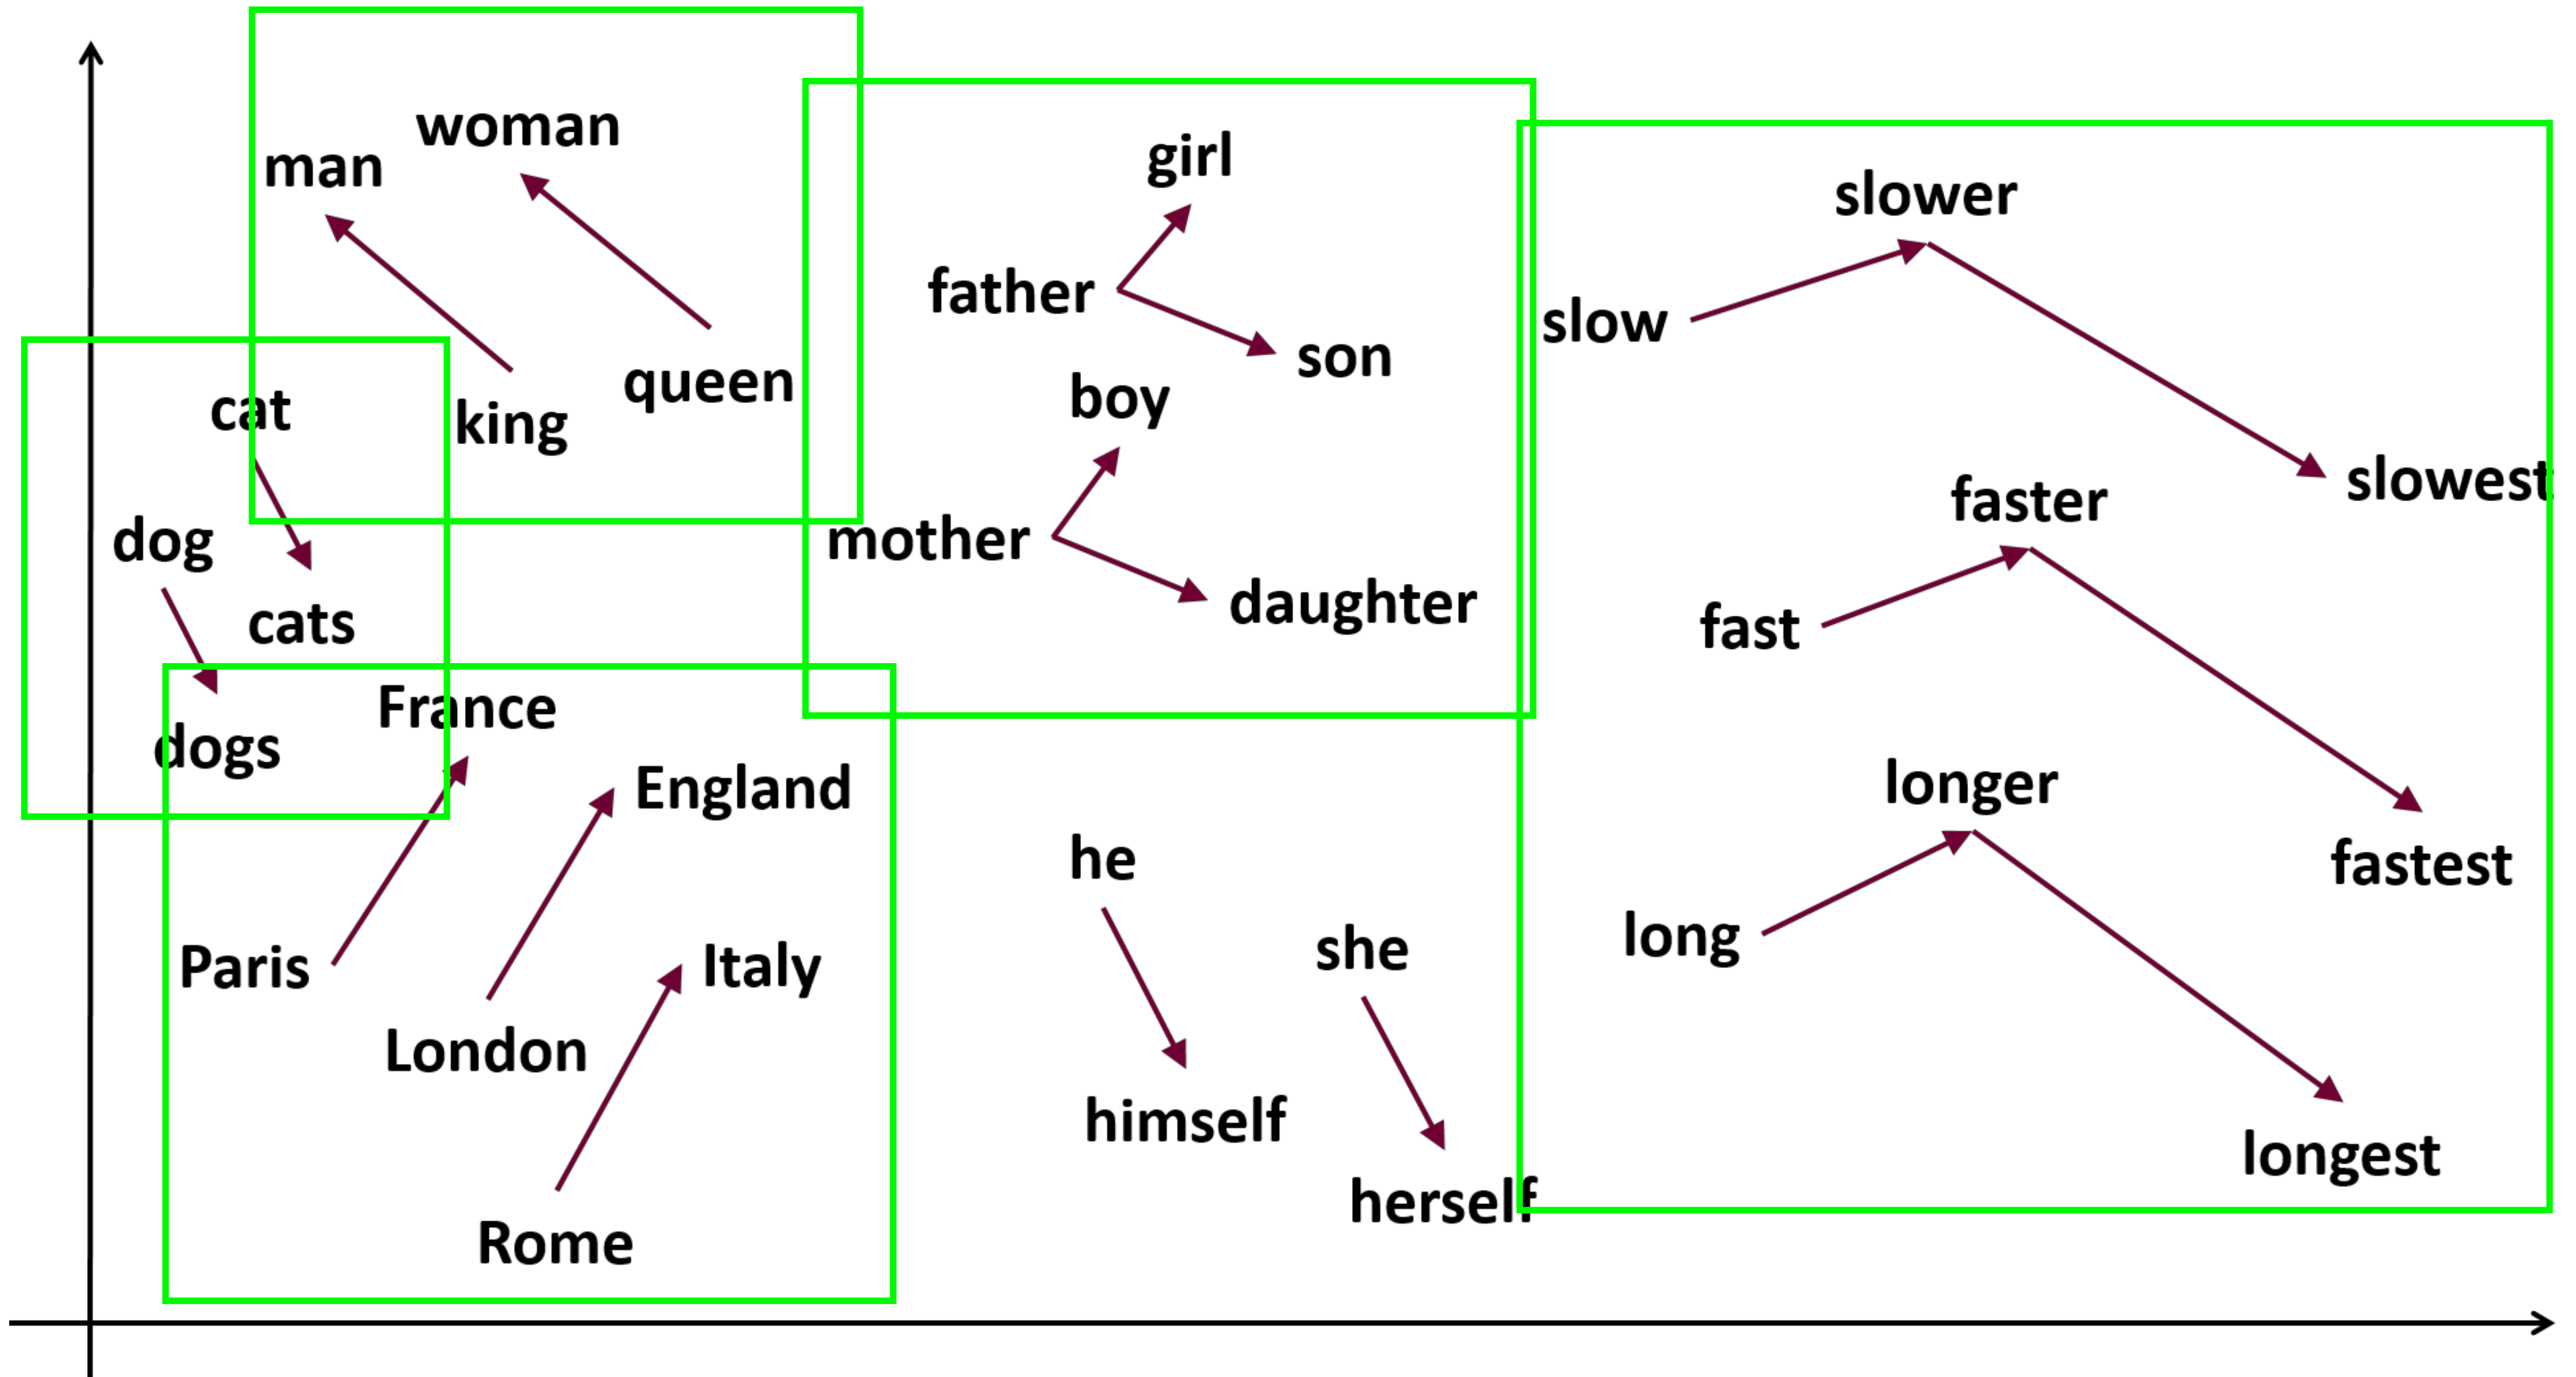 woman
man
king
queen
cat
cats
dog
dogs
girl
father
son
boy
mother
daughter
slower
slow
slowest
faster
fast
fastest
longer
long
longest
France
Paris
England
London
Italy
Rome
he
himself
she
herself